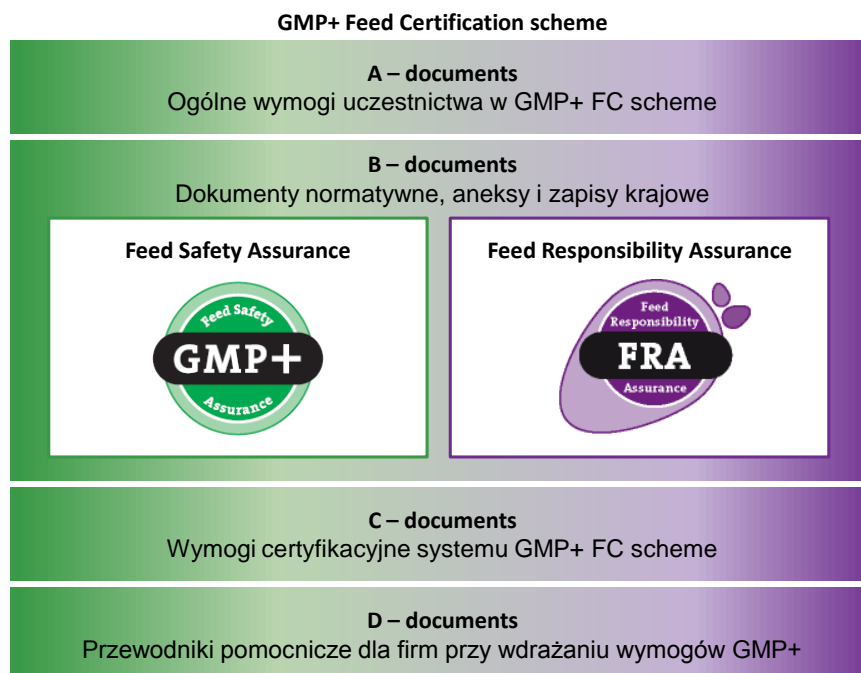 GMP+ Feed Certification scheme
A – documents
Ogólne wymogi uczestnictwa w GMP+ FC scheme
B – documents
Dokumenty normatywne, aneksy i zapisy krajowe
Feed Safety Assurance
Feed Safety
GMP+
Assurance
Feed Responsibility Assurance
Feed
Responsibility
FRA
Assurance
C – documents
Wymogi certyfikacyjne systemu GMP+ FC scheme
D – documents
Przewodniki pomocnicze dla firm przy wdrażaniu wymogów GMP+